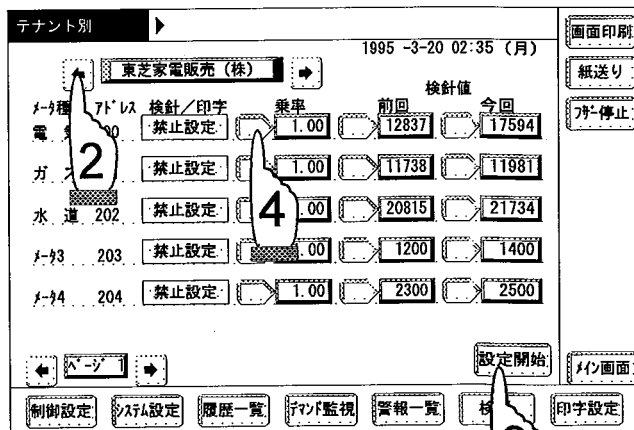 テナント別
画面印刷
1995 -3-20 02:35 (月)
東芝家電販売 (株)
紙送り
検針値
メータ種 アドレス 検針/印字 乗率 前回 今回
ブザー停止
電 禁止設定 1.00 12837 17594
2
ガ 禁止設定 1.00 11738 11981
4
水 道 202 禁止設定 .00 20815 21734
メータ3 203 禁止設定 .00 1200 1400
メータ4 204 禁止設定 1.00 2300 2500
ページ 1
設定開始
メイン画面
制御設定 システム設定 履歴一覧 デマンド監視 警報一覧 検 印字設定